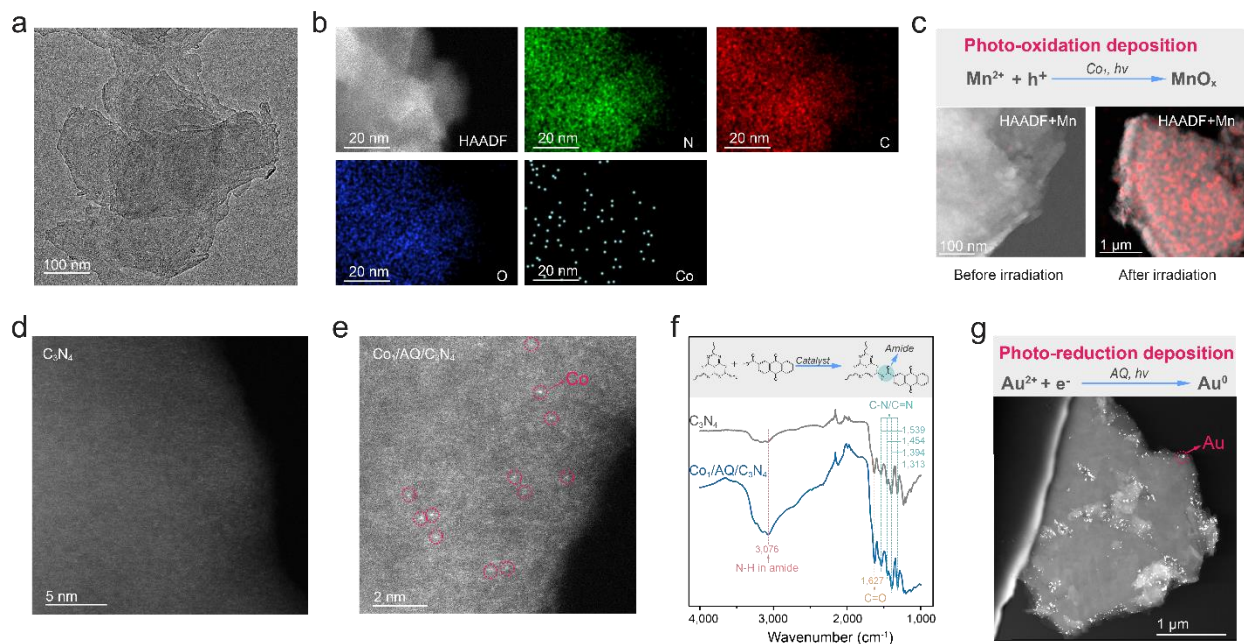 a
100 nm
b
20 nm
HAADF
20 nm
N
20 nm
C
20 nm
O
20 nm
Co
c
Photo-oxidation deposition
Mn²⁺ + h⁺
Co₁, hv
MnOₓ
HAADF+Mn
100 nm
Before irradiation
HAADF+Mn
1 µm
After irradiation
d
C₃N₄
5 nm
e
Co₁/AQ/C₃N₄
Co
2 nm
f
Catalyst
Amide
C-N/C=N
C₃N₄
1,539
1,454
1,394
1,313
Co₁/AQ/C₃N₄
3,076
N-H in amide
1,627
C=O
4,000
3,000
2,000
1,000
Wavenumber (cm⁻¹)
g
Photo-reduction deposition
Au²⁺ + e⁻
AQ, hv
Au⁰
Au
1 µm